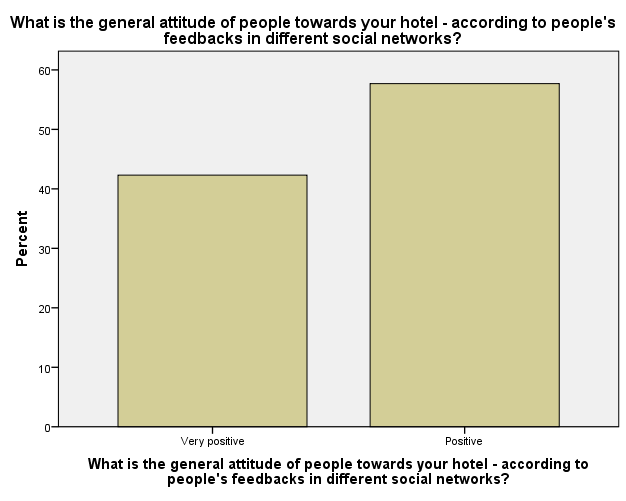 What is the general attitude of people towards your hotel - according to people's
feedbacks in different social networks?
60
50
40
30
20
10
0
Percent
Very positive
Positive
What is the general attitude of people towards your hotel - according to
people's feedbacks in different social networks?